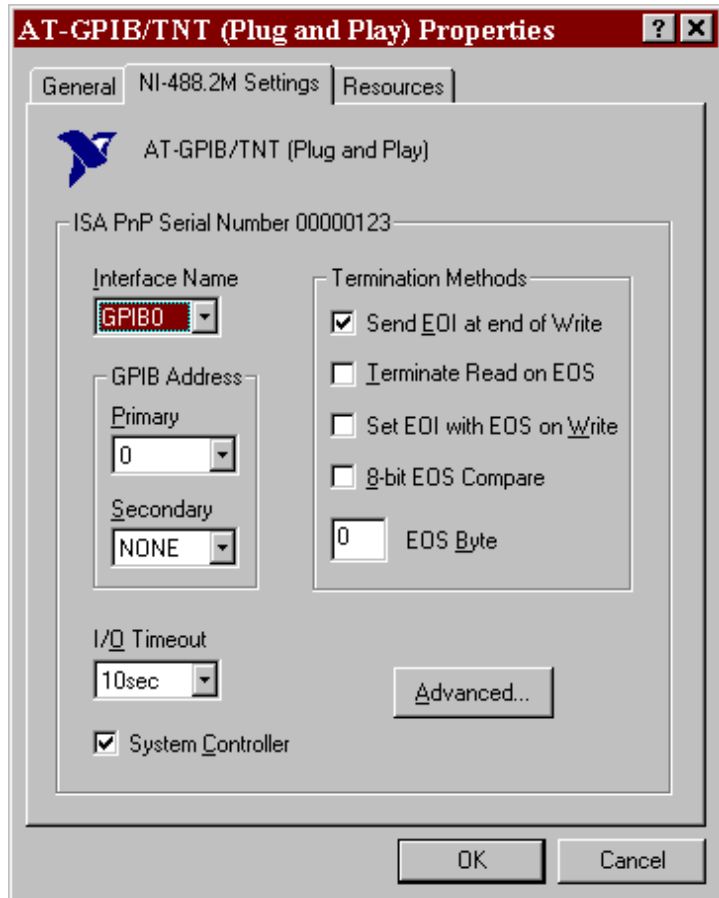 AT-GPIB/TNT (Plug and Play) Properties
General NI-488.2M Settings Resources
AT-GPIB/TNT (Plug and Play)
ISA PnP Serial Number 00000123
Interface Name
GPIB0
GPIB Address
Primary
0
Secondary
NONE
Termination Methods
Send EOI at end of Write
Terminate Read on EOS
Set EOI with EOS on Write
8-bit EOS Compare
0 EOS Byte
I/O Timeout
10sec
Advanced...
System Controller
OK Cancel